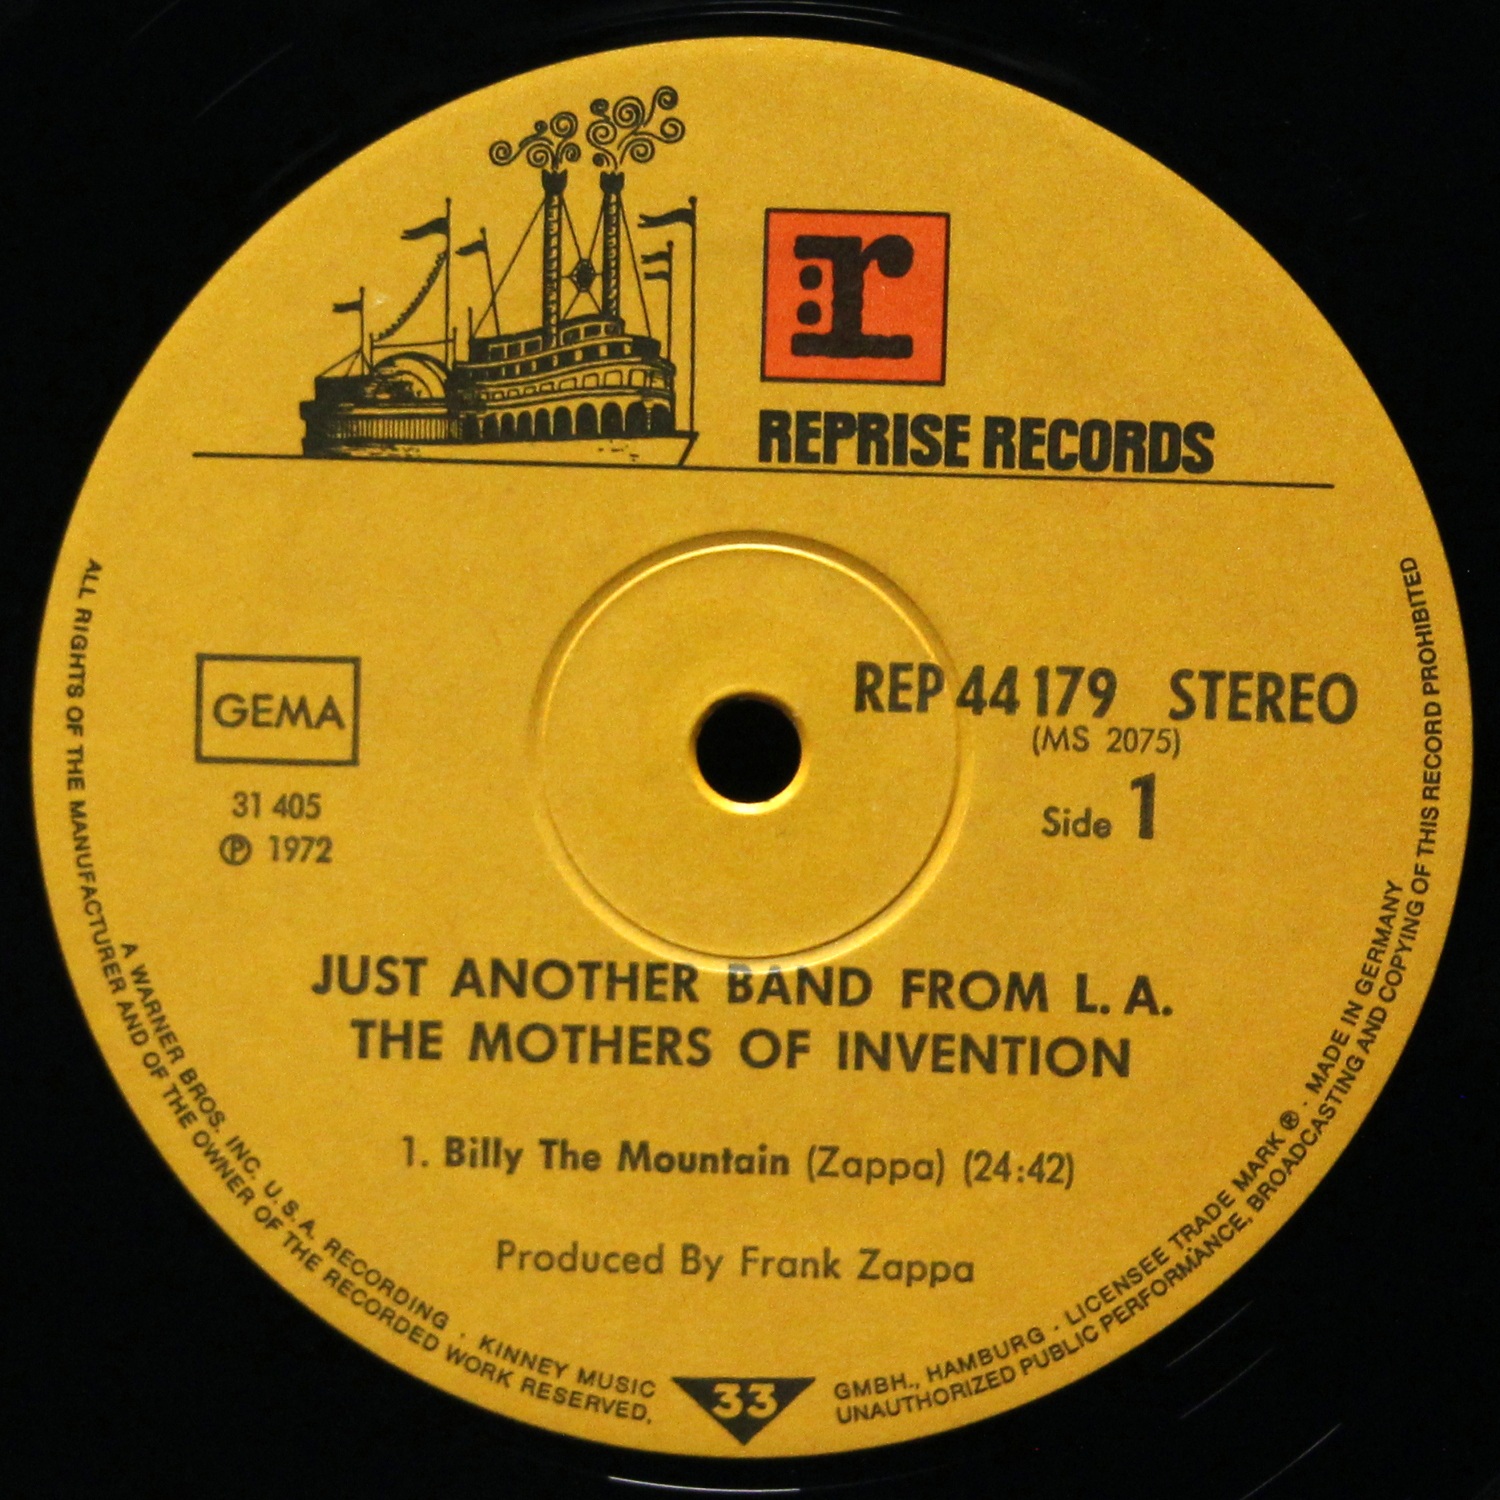 :r
REPRISE RECORDS
GEMA
31 405
℗ 1972
REP 44 179 STEREO
(MS 2075)
Side 1
JUST ANOTHER BAND FROM L. A.
THE MOTHERS OF INVENTION
1. Billy The Mountain (Zappa) (24:42)
Produced By Frank Zappa
A WARNER BROS. INC. U.S.A. RECORDING · KINNEY MUSIC GMBH., HAMBURG · LICENSEE TRADE MARK ® · MADE IN GERMANY
ALL RIGHTS OF THE MANUFACTURER AND OF THE OWNER OF THE RECORDED WORK RESERVED, UNAUTHORIZED PUBLIC PERFORMANCE, BROADCASTING AND COPYING OF THIS RECORD PROHIBITED
33